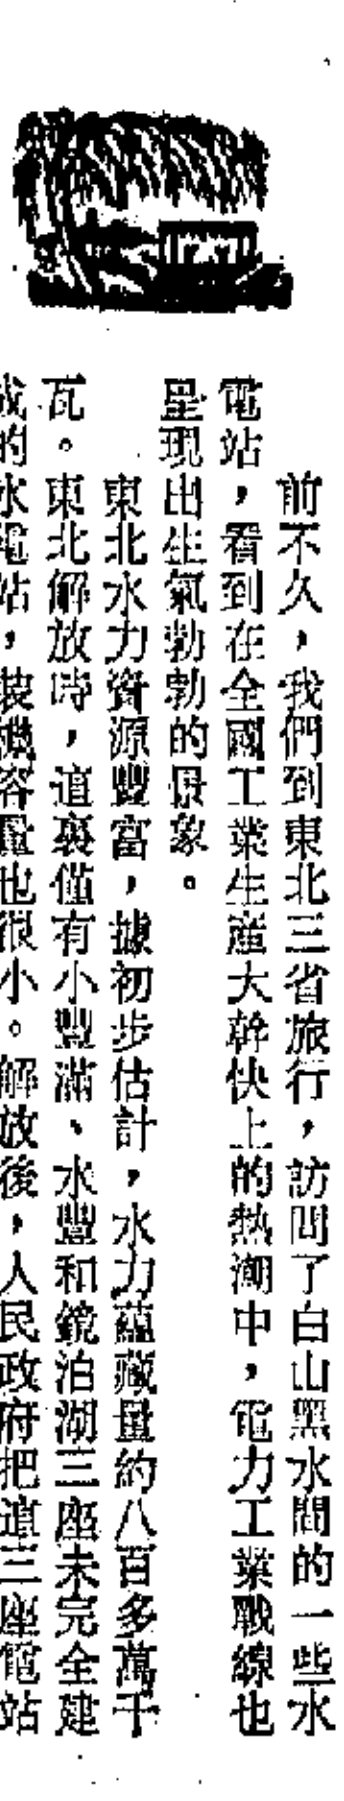 前不久，我們到東北三省旅行，訪問了白山黑水間的一些水
電站，看到在全國工業生產大幹快上的熱潮中，電力工業戰線也
呈現出生氣勃勃的景象。
東北水力資源豐富，據初步估計，水力蘊藏量約八百多萬千
瓦。東北解放時，這裏僅有小豐滿、水豐和鏡泊湖三座未完全建
成的水電站，裝機容量也很小。解放後，人民政府把這三座電站